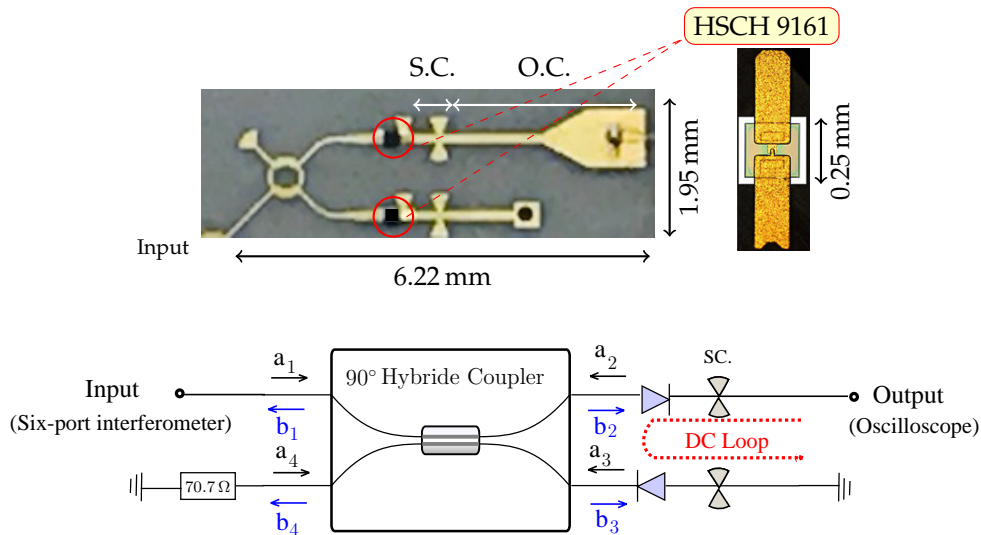 HSCH 9161
S.C. O.C.
1.95 mm
0.25 mm
Input
6.22 mm
90° Hybride Coupler
a1
a2
SC.
Input
(Six-port interferometer)
b1
b2
Output
(Oscilloscope)
DC Loop
a4
a3
70.7 Ω
b4
b3